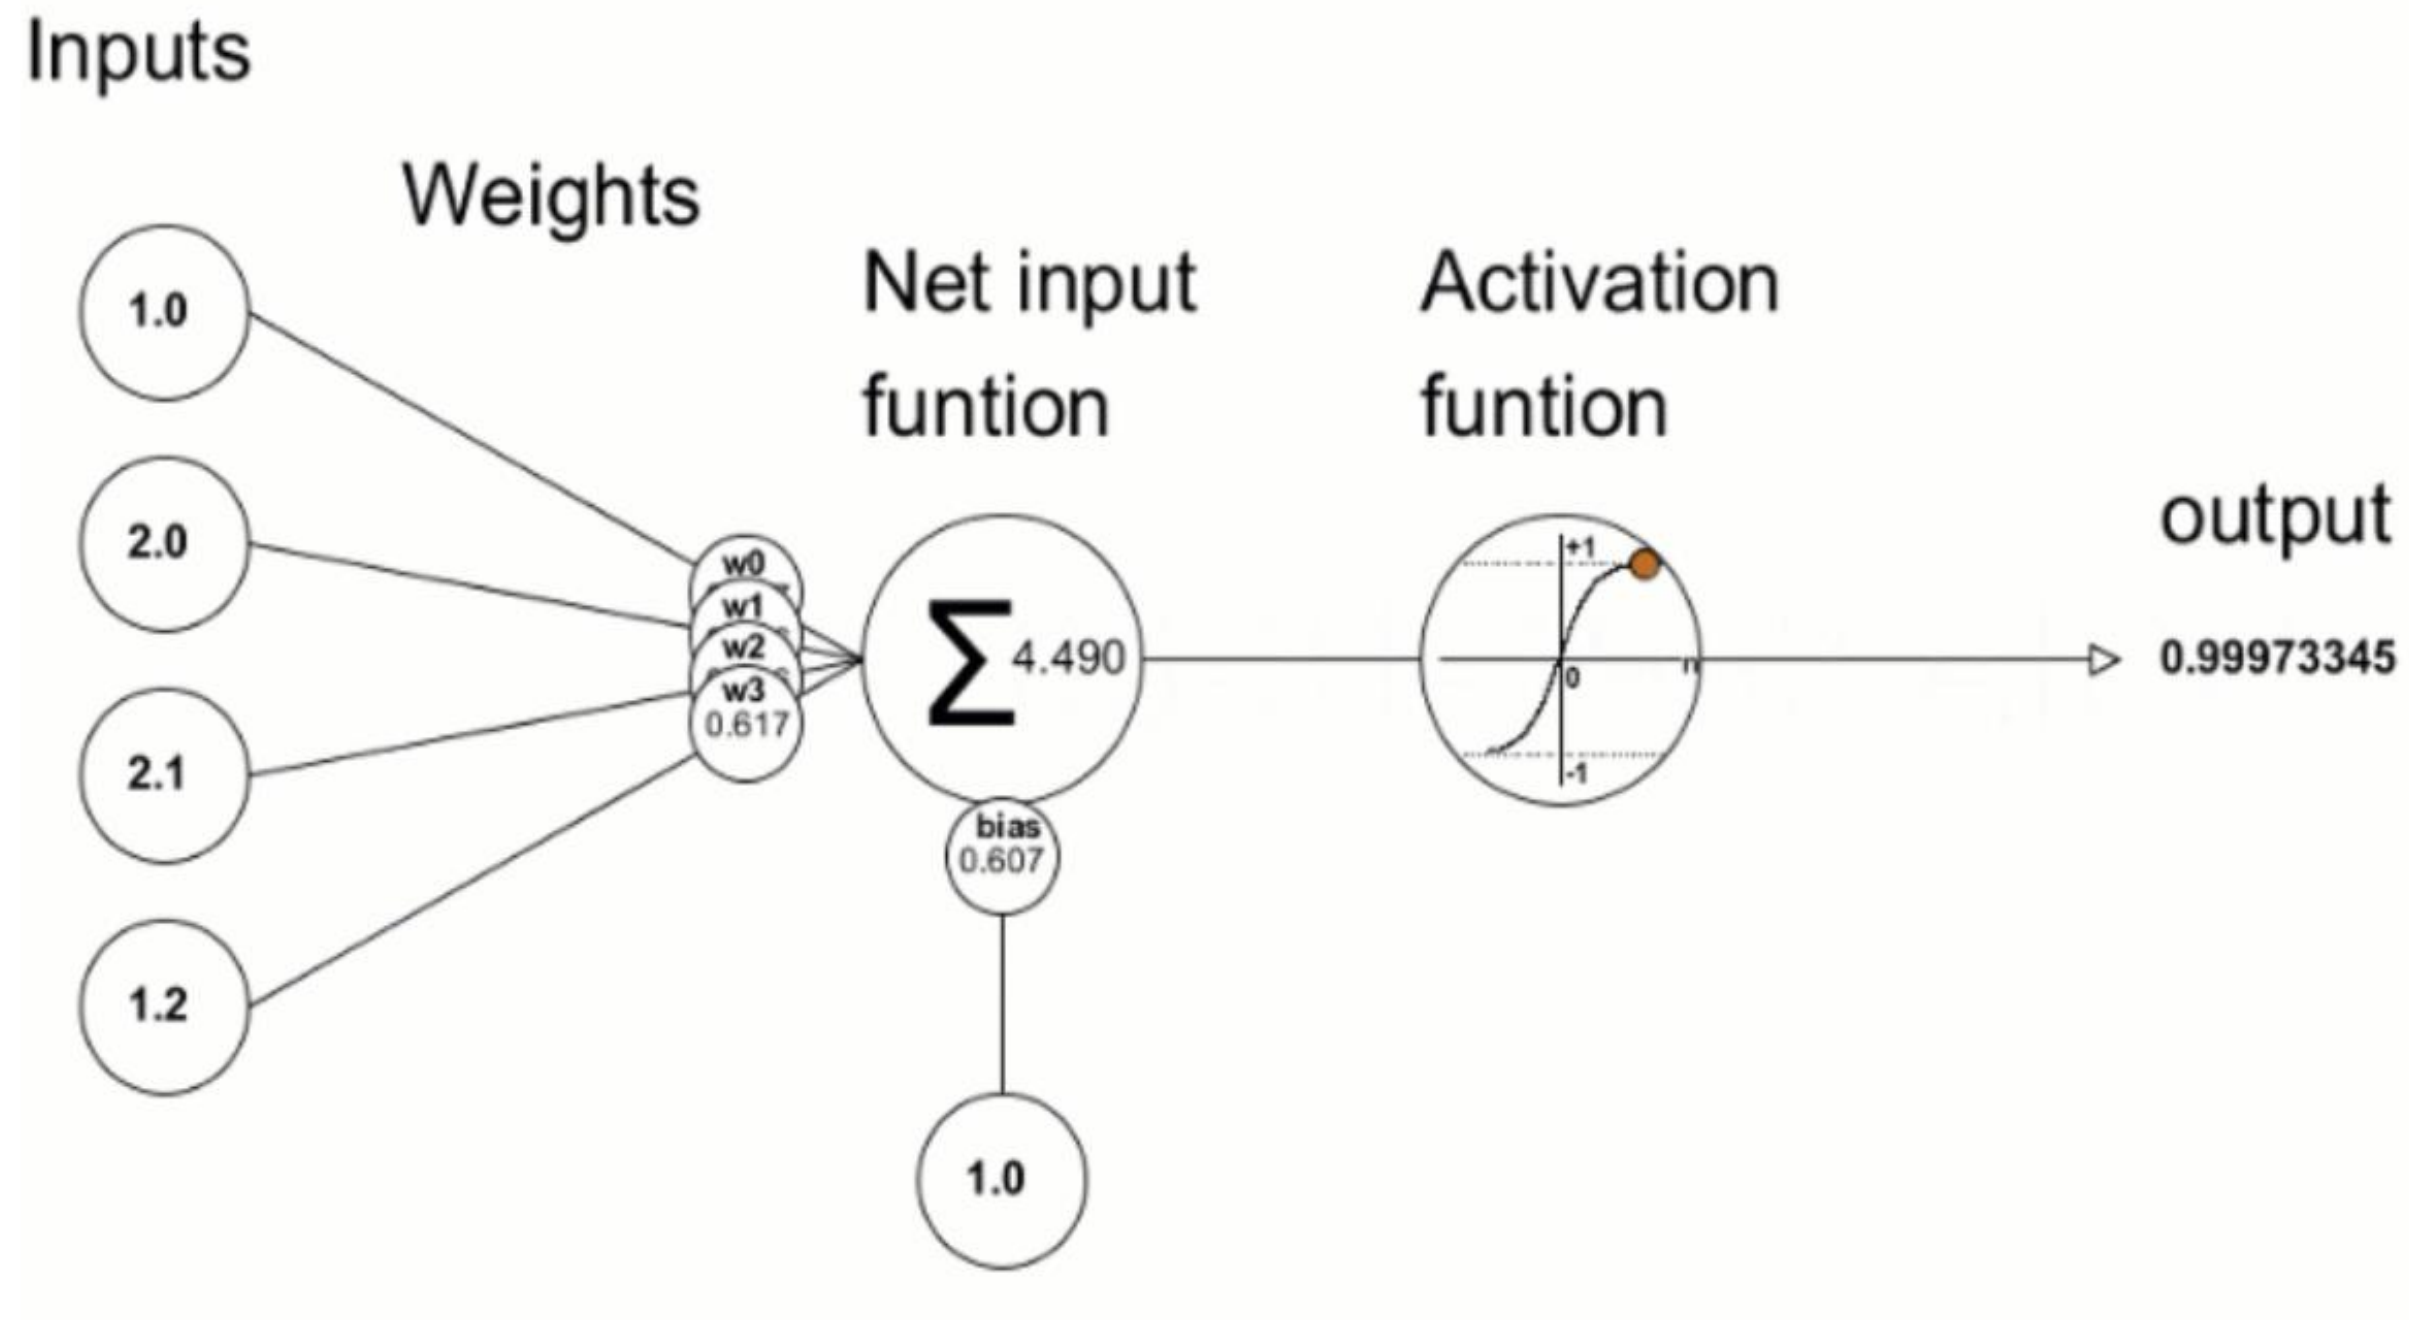 Inputs
Weights
Net input
funtion
Activation
funtion
output
1.0
2.0
2.1
1.2
w0
w1
w2
w3
0.617
Σ 4.490
bias
0.607
1.0
+1
0
n
-1
0.99973345